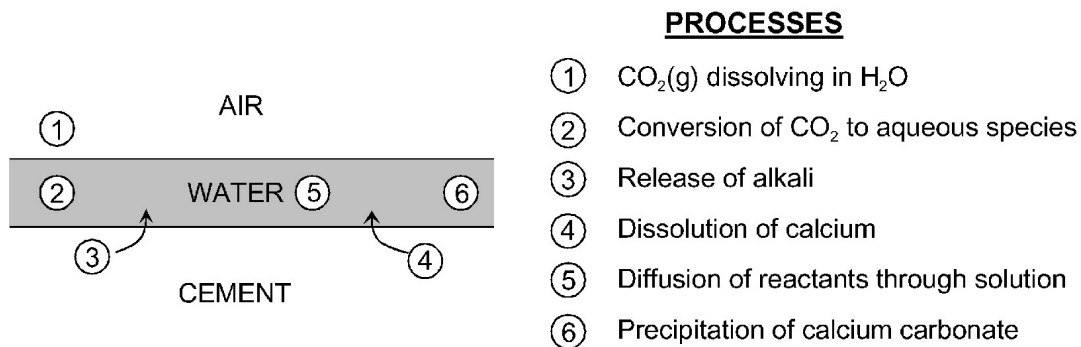 PROCESSES
① CO₂(g) dissolving in H₂O
② Conversion of CO₂ to aqueous species
③ Release of alkali
④ Dissolution of calcium
⑤ Diffusion of reactants through solution
⑥ Precipitation of calcium carbonate
AIR
①
② WATER ⑤ ⑥
③ ④
CEMENT